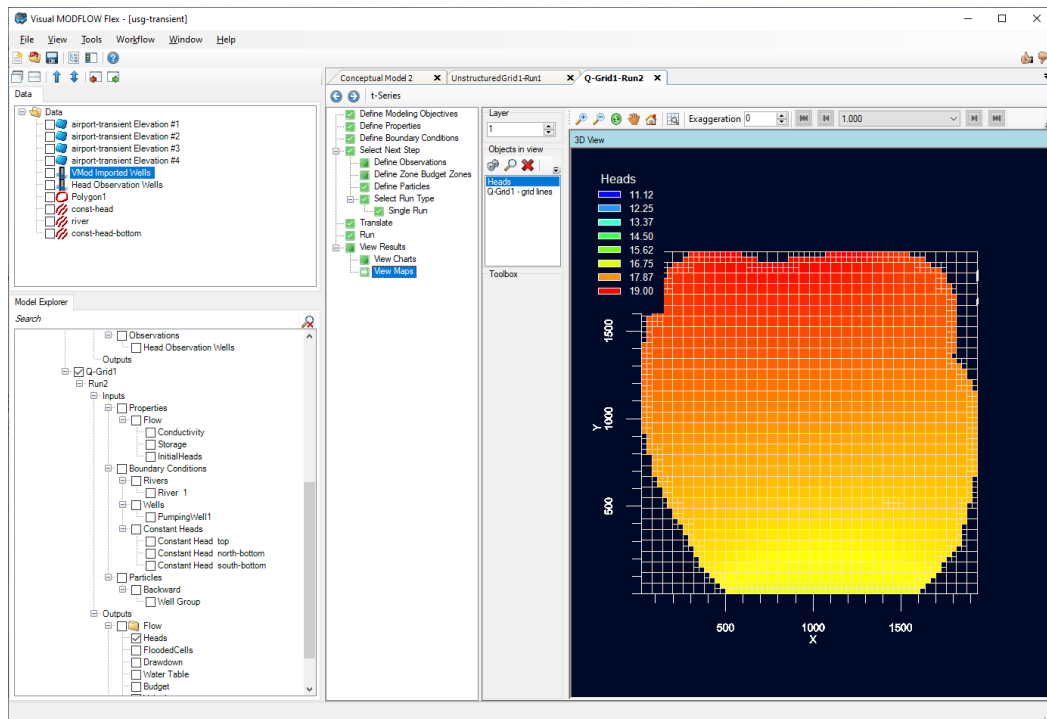 Visual MODFLOW Flex - [usg-transient]
File View Tools Workflow Window Help
Data
Data
airport-transient Elevation #1
airport-transient Elevation #2
airport-transient Elevation #3
airport-transient Elevation #4
VMod Imported Wells
Head Observation Wells
Polygon1
const-head
river
const-head-bottom
Model Explorer
Search
Observations
Head Observation Wells
Outputs
Q-Grid1
Run2
Inputs
Properties
Flow
Conductivity
Storage
InitialHeads
Boundary Conditions
Rivers
River 1
Wells
PumpingWell1
Constant Heads
Constant Head top
Constant Head north-bottom
Constant Head south-bottom
Particles
Backward
Well Group
Outputs
Flow
Heads
FloodedCells
Drawdown
Water Table
Budget
Conceptual Model 2 UnstructuredGrid1-Run1 Q-Grid1-Run2
t-Series
Define Modeling Objectives
Define Properties
Define Boundary Conditions
Select Next Step
Define Observations
Define Zone Budget Zones
Define Particles
Select Run Type
Single Run
Translate
Run
View Results
View Charts
View Maps
Layer
1
Objects in view
Heads
Q-Grid1 - grid lines
Toolbox
Exaggeration 0 1.000
3D View
Heads
11.12
12.25
13.37
14.50
15.62
16.75
17.87
19.00
1500
1000
Y
500
500 1000 1500
X